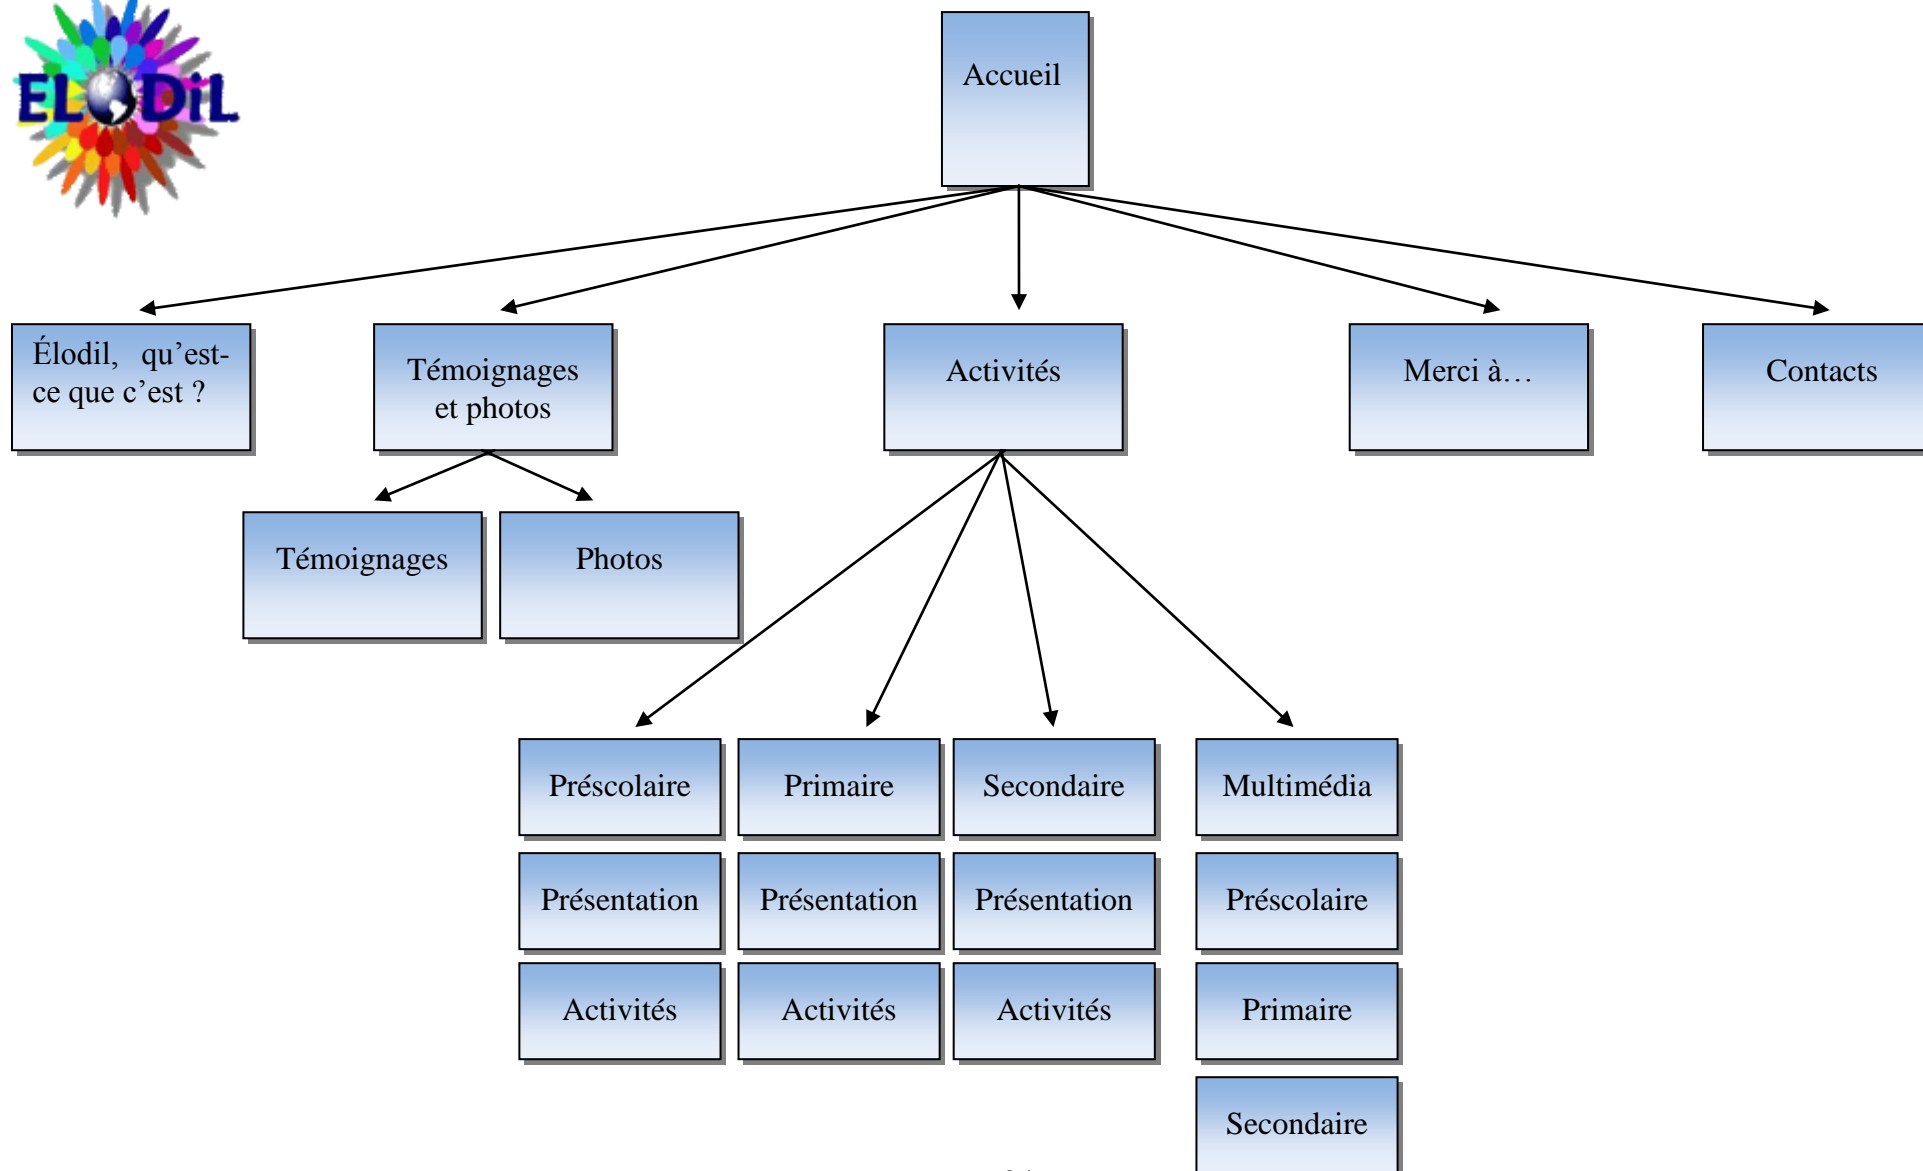 ELODiL
Accueil
Élodil, qu’est-
ce que c’est ?
Témoignages
et photos
Activités
Merci à…
Contacts
Témoignages
Photos
Préscolaire
Primaire
Secondaire
Multimédia
Présentation
Présentation
Présentation
Préscolaire
Activités
Activités
Activités
Primaire
Secondaire